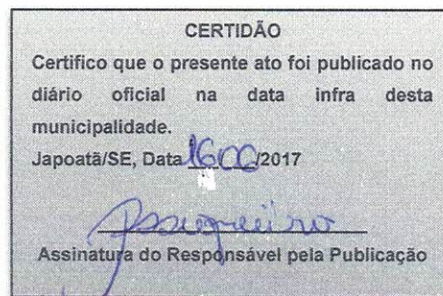 CERTIDÃO
Certifico que o presente ato foi publicado no
diário oficial na data infra desta
municipalidade.
Japoatã/SE, Data /2017
Assinatura do Responsável pela Publicação